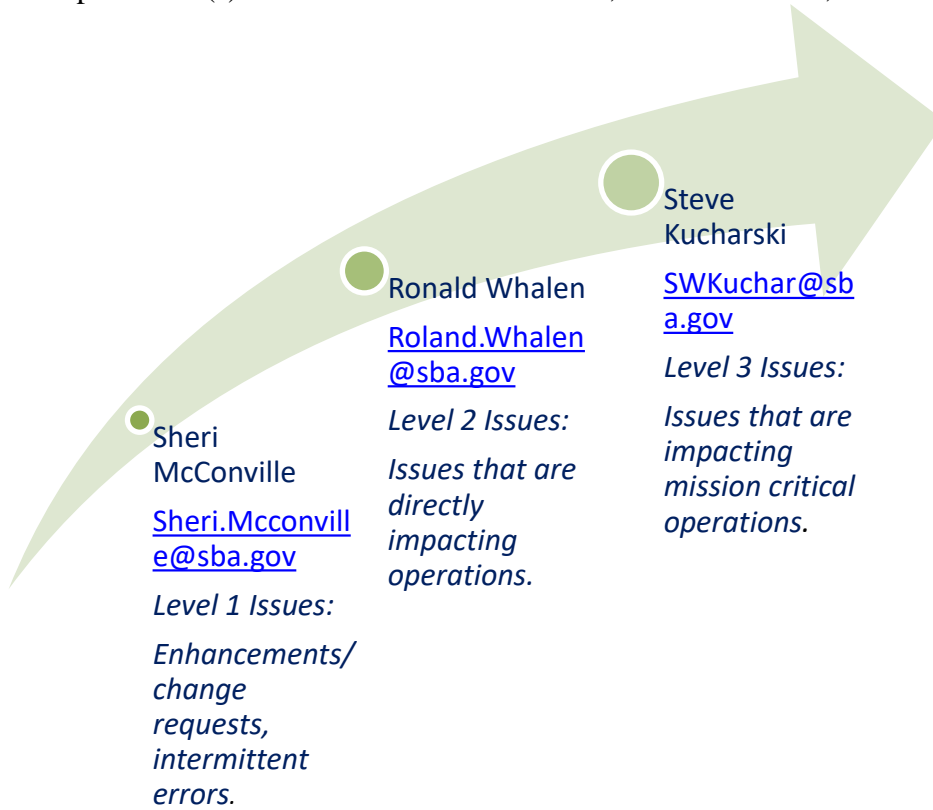 Sheri
McConville
Sheri.Mcconvill
e@sba.gov
Level 1 Issues:
Enhancements/
change
requests,
intermittent
errors.
Ronald Whalen
Roland.Whalen
@sba.gov
Level 2 Issues:
Issues that are
directly
impacting
operations.
Steve
Kucharski
SWKuchar@sb
a.gov
Level 3 Issues:
Issues that are
impacting
mission critical
operations.